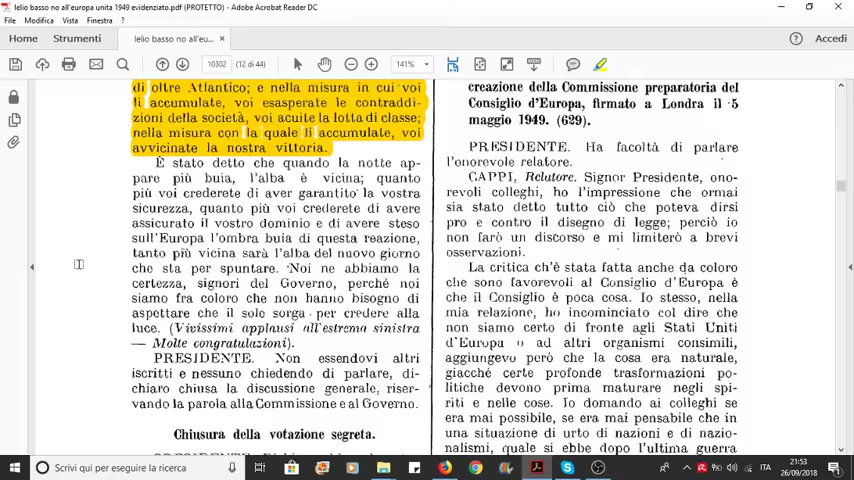 lelio basso no all'europa unita 1949 evidenziato.pdf (PROTETTO) - Adobe Acrobat Reader DC
File Modifica Vista Finestra ?
Home Strumenti lelio basso no all'eu... × Accedi
10302 (12 di 44) 141%
di oltre Atlantico; e nella misura in cui voi
li accumulate, voi esasperate le contraddi-
zioni della società, voi acuite la lotta di classe;
nella misura con la quale li accumulate, voi
avvicinate la nostra vittoria.
È stato detto che quando la notte ap-
pare più buia, l'alba è vicina; quanto
più voi crederete di aver garantito la vostra
sicurezza, quanto più voi crederete di avere
assicurato il vostro dominio e di avere steso
sull'Europa l'ombra buia di questa reazione,
tanto più vicina sarà l'alba del nuovo giorno
che sta per spuntare. Noi ne abbiamo la
certezza, signori del Governo, perché noi
siamo fra coloro che non hanno bisogno di
aspettare che il sole sorga per credere alla
luce. (Vivissimi applausi all'estrema sinistra
— Molte congratulazioni).
PRESIDENTE. Non essendovi altri
iscritti e nessuno chiedendo di parlare, di-
chiaro chiusa la discussione generale, riser-
vando la parola alla Commissione e al Governo.
Chiusura della votazione segreta.
creazione della Commissione preparatoria del
Consiglio d'Europa, firmato a Londra il 5
maggio 1949. (629).
PRESIDENTE. Ha facoltà di parlare
l'onorevole relatore.
CAPPI, Relatore. Signor Presidente, ono-
revoli colleghi, ho l'impressione che ormai
sia stato detto tutto ciò che poteva dirsi
pro e contro il disegno di legge; perciò io
non farò un discorso e mi limiterò a brevi
osservazioni.
La critica ch'è stata fatta anche da coloro
che sono favorevoli al Consiglio d'Europa è
che il Consiglio è poca cosa. Io stesso, nella
mia relazione, ho incominciato col dire che
non siamo certo di fronte agli Stati Uniti
d'Europa o ad altri organismi consimili,
aggiungevo però che la cosa era naturale,
giacché certe profonde trasformazioni po-
litiche devono prima maturare negli spi-
riti e nelle cose. Io domando ai colleghi se
era mai possibile, se era mai pensabile che in
una situazione di urto di nazioni e di nazio-
nalismi, quale si ebbe dopo l'ultima guerra
Scrivi qui per eseguire la ricerca
ITA
21:53
26/09/2018